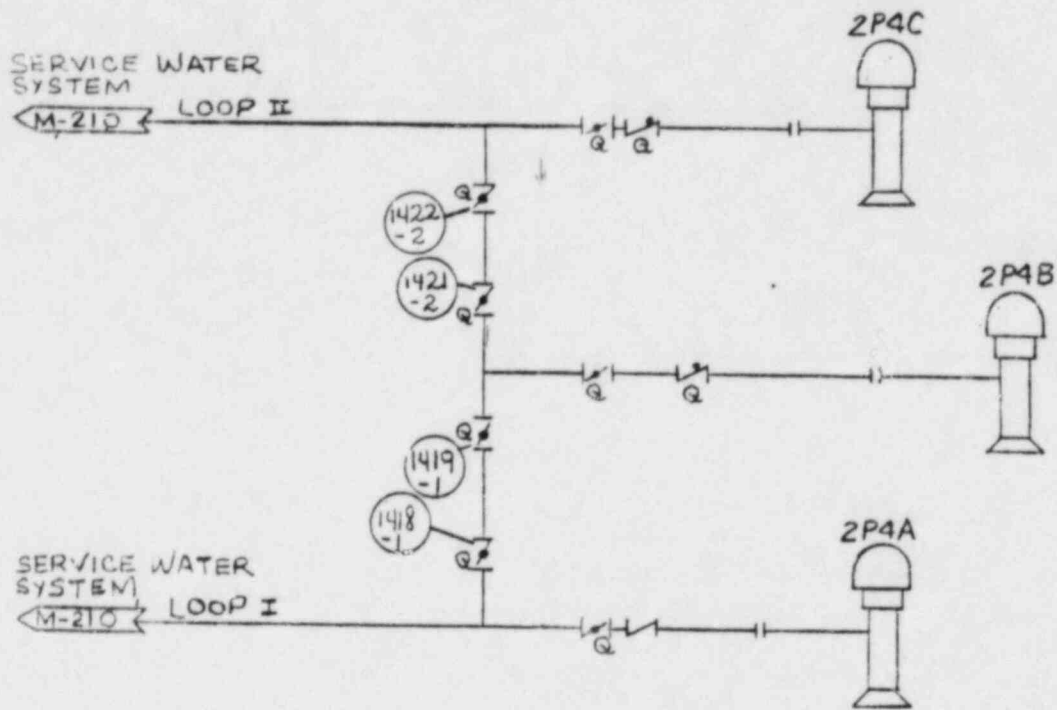 2P4C
SERVICE WATER
SYSTEM
M-210
LOOP II
Q
Q
Q
1422
-2
1421
-2
Q
2P4B
Q
Q
Q
1419
-1
1418
-1
Q
2P4A
SERVICE WATER
SYSTEM
M-210
LOOP I
Q